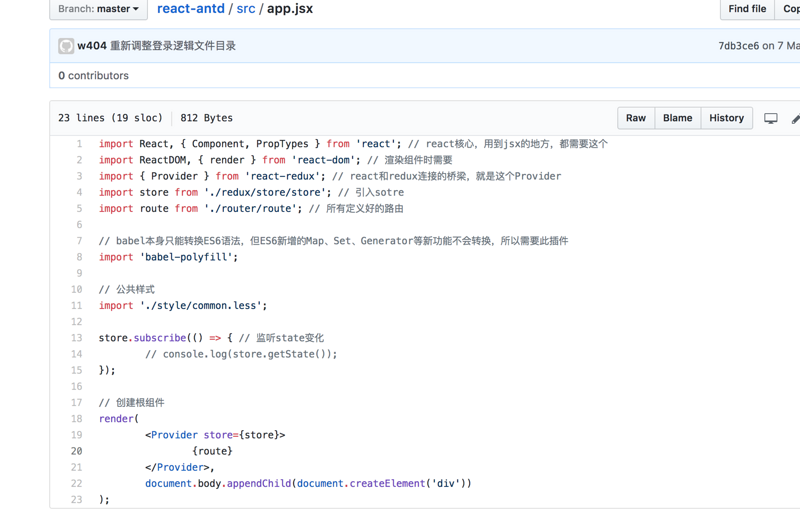 Branch: master
react-antd / src / app.jsx
Find file
w404 重新调整登录逻辑文件目录
7db3ce6 on 7
0 contributors
23 lines (19 sloc) 812 Bytes
Raw Blame History
1 import React, { Component, PropTypes } from 'react'; // react核心，用到jsx的地方，都需要这个
2 import ReactDOM, { render } from 'react-dom'; // 渲染组件时需要
3 import { Provider } from 'react-redux'; // react和redux连接的桥梁，就是这个Provider
4 import store from './redux/store/store'; // 引入sotre
5 import route from './router/route'; // 所有定义好的路由
6
7 // babel本身只能转换ES6语法，但ES6新增的Map、Set、Generator等新功能不会转换，所以需要此插件
8 import 'babel-polyfill';
9
10 // 公共样式
11 import './style/common.less';
12
13 store.subscribe(() => { // 监听state变化
14 // console.log(store.getState());
15 });
16
17 // 创建根组件
18 render(
19 <Provider store={store}>
20 {route}
21 </Provider>,
22 document.body.appendChild(document.createElement('div'))
23 );